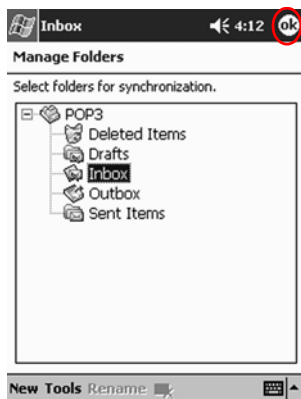 Inbox 4:12 ok
Manage Folders
Select folders for synchronization.
POP3
Deleted Items
Drafts
Inbox
Outbox
Sent Items
New Tools Rename